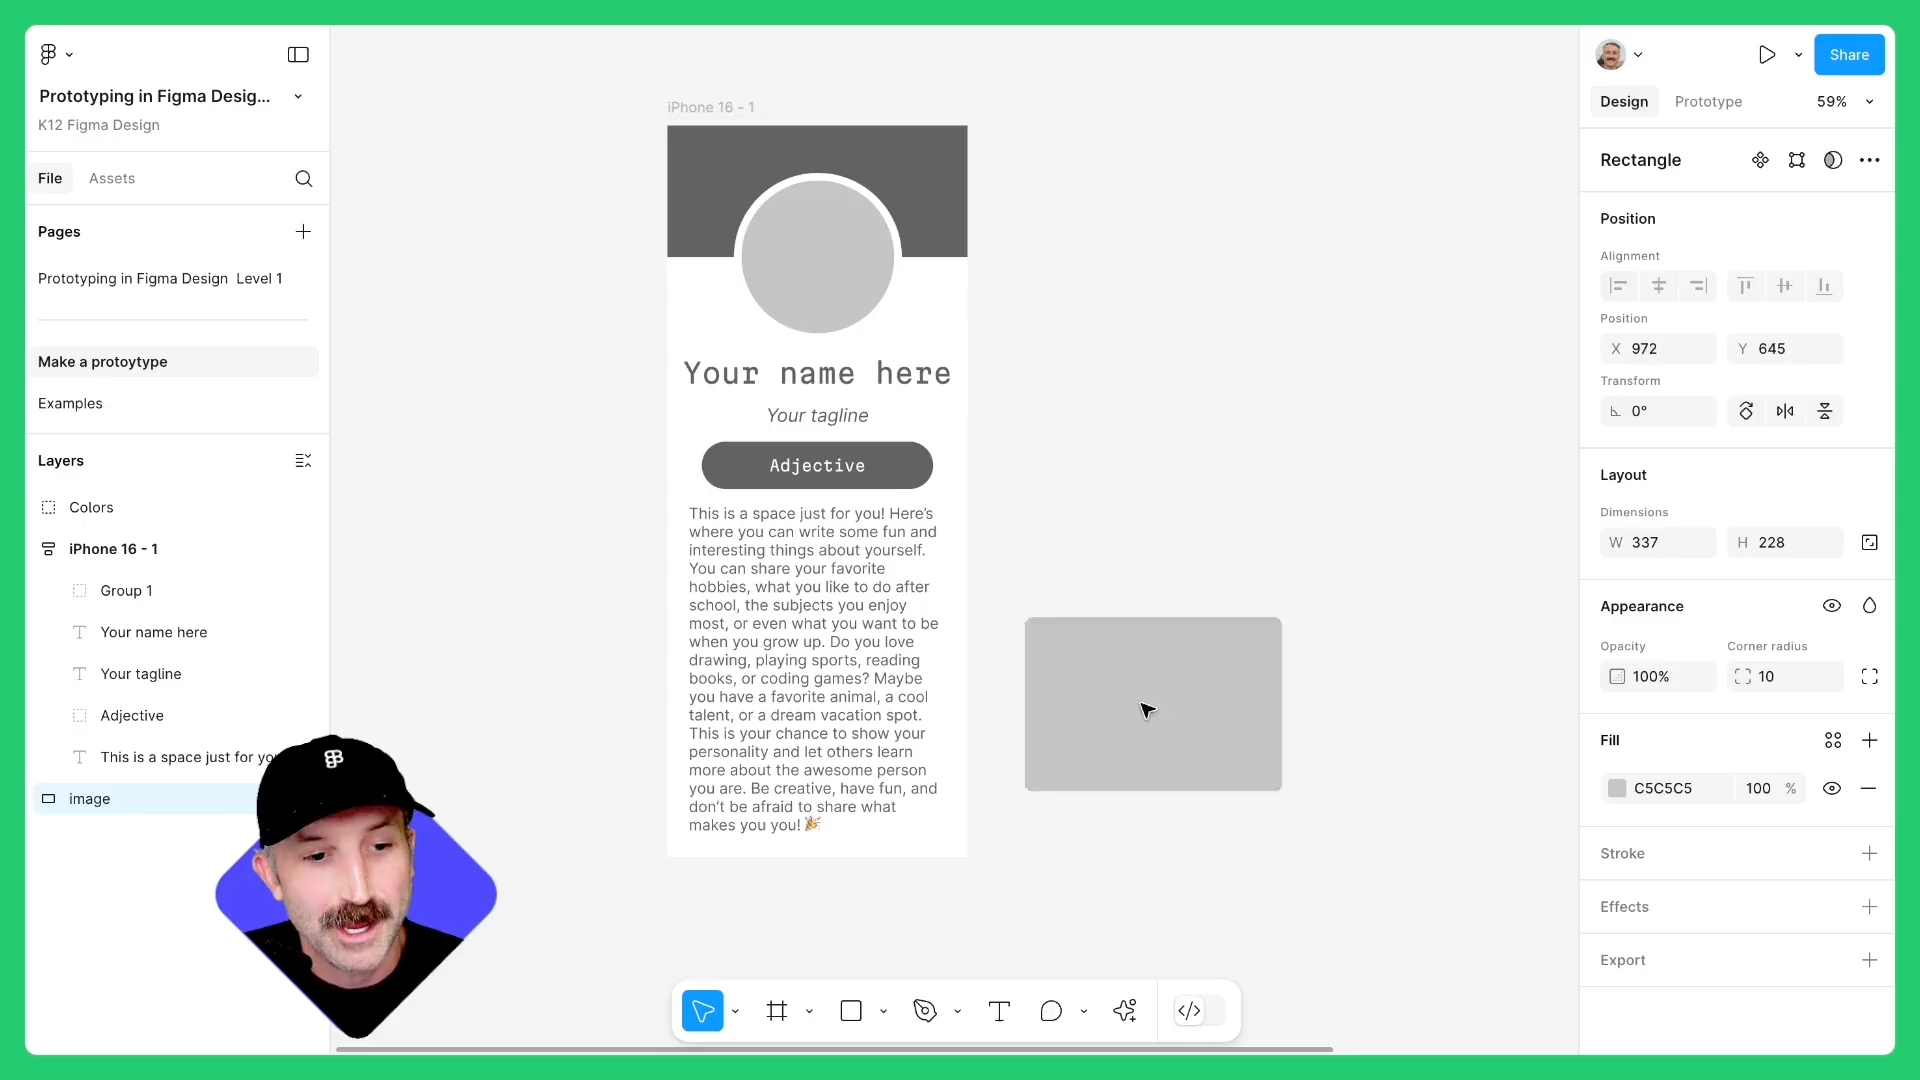 Prototyping in Figma Desig...
K12 Figma Design
File
Assets
Pages
Prototyping in Figma Design  Level 1
Make a protoytype
Examples
Layers
Colors
iPhone 16 - 1
Group 1
Your name here
Your tagline
Adjective
This is a space just for you
image
iPhone 16 - 1
Your name here
Your tagline
Adjective
This is a space just for you! Here's
where you can write some fun and
interesting things about yourself.
You can share your favorite
hobbies, what you like to do after
school, the subjects you enjoy
most, or even what you want to be
when you grow up. Do you love
drawing, playing sports, reading
books, or coding games? Maybe
you have a favorite animal, a cool
talent, or a dream vacation spot.
This is your chance to show your
personality and let others learn
more about the awesome person
you are. Be creative, have fun, and
don't be afraid to share what
makes you you! 🎉
Share
Design
Prototype
59%
Rectangle
Position
Alignment
Position
X 972
Y 645
Transform
0°
Layout
Dimensions
W 337
H 228
Appearance
Opacity
Corner radius
100%
10
Fill
C5C5C5
100 %
Stroke
Effects
Export